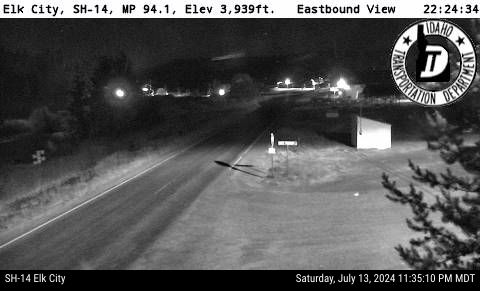 Elk City, SH-14, MP 94.1, Elev 3,939ft. Eastbound View 22:24:34
IDAHO
TRANSPORTATION DEPARTMENT
SH-14 Elk City Saturday, July 13, 2024 11:35:10 PM MDT